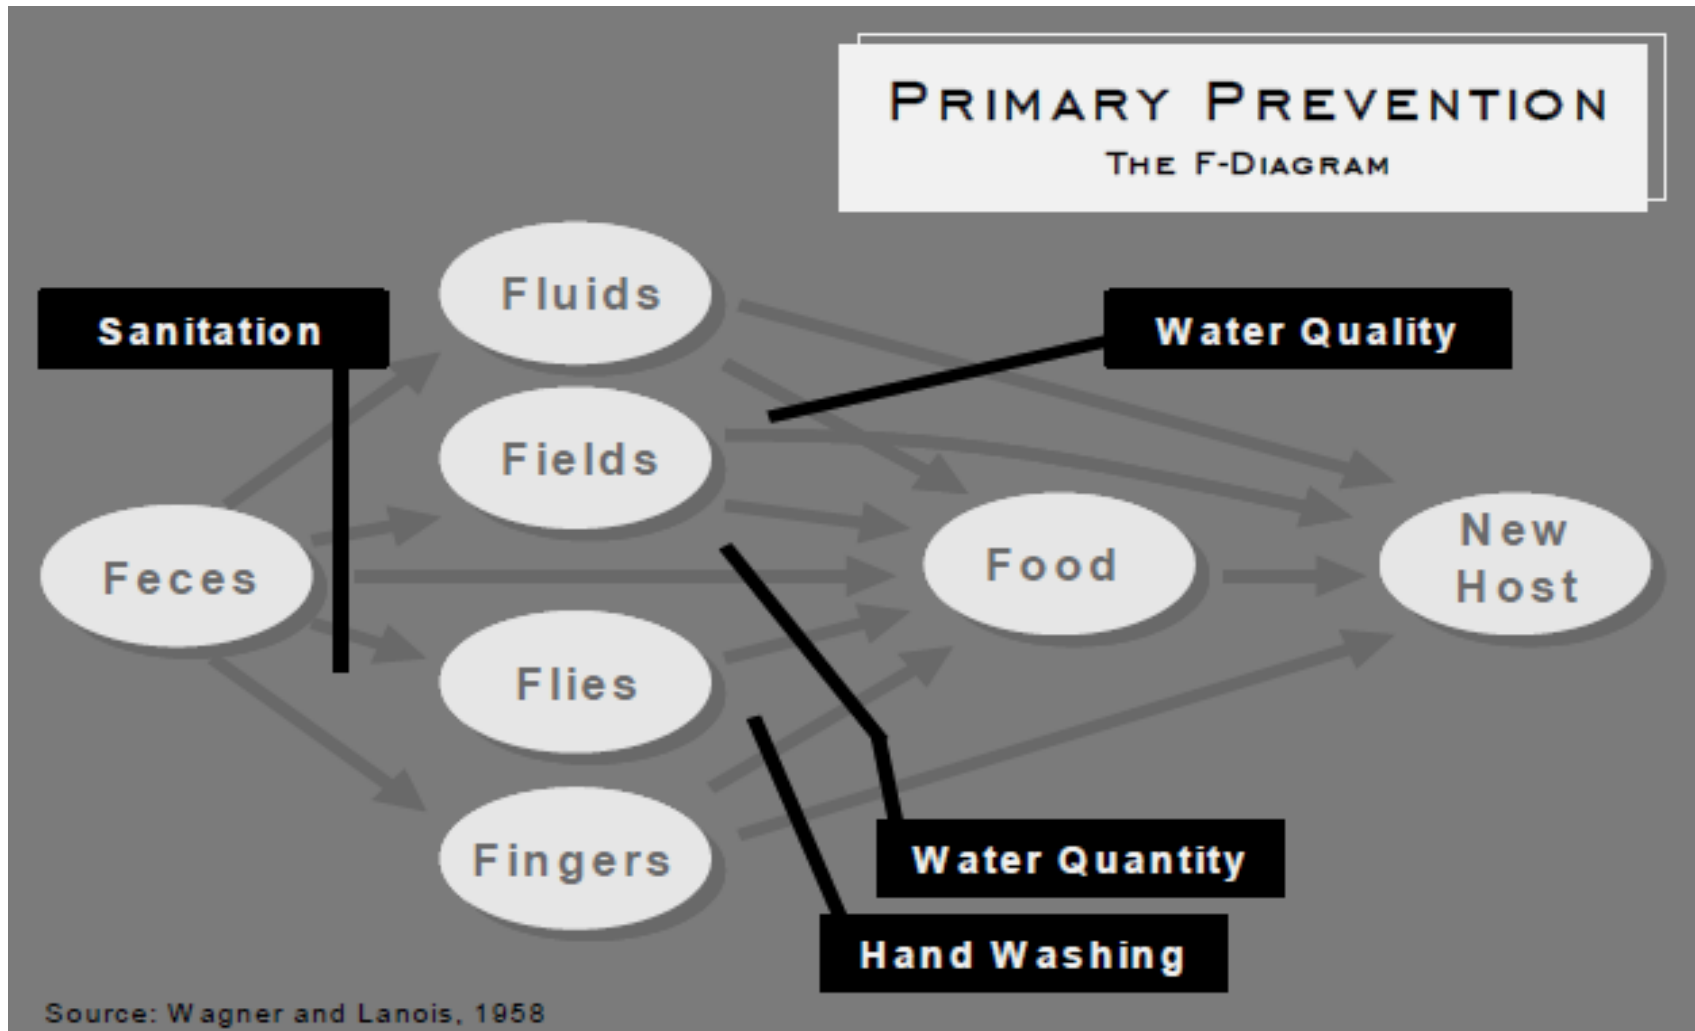 PRIMARY PREVENTION
THE F-DIAGRAM
Fluids
Sanitation
Water Quality
Fields
Feces
Food
New
Host
Flies
Fingers
Water Quantity
Hand Washing
Source: Wagner and Lanois, 1958